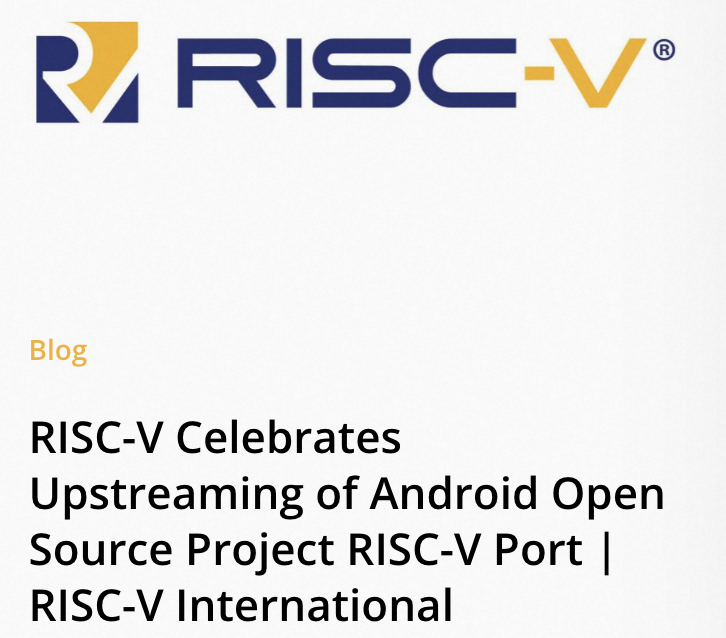 RISC-V®
Blog
RISC-V Celebrates
Upstreaming of Android Open
Source Project RISC-V Port |
RISC-V International